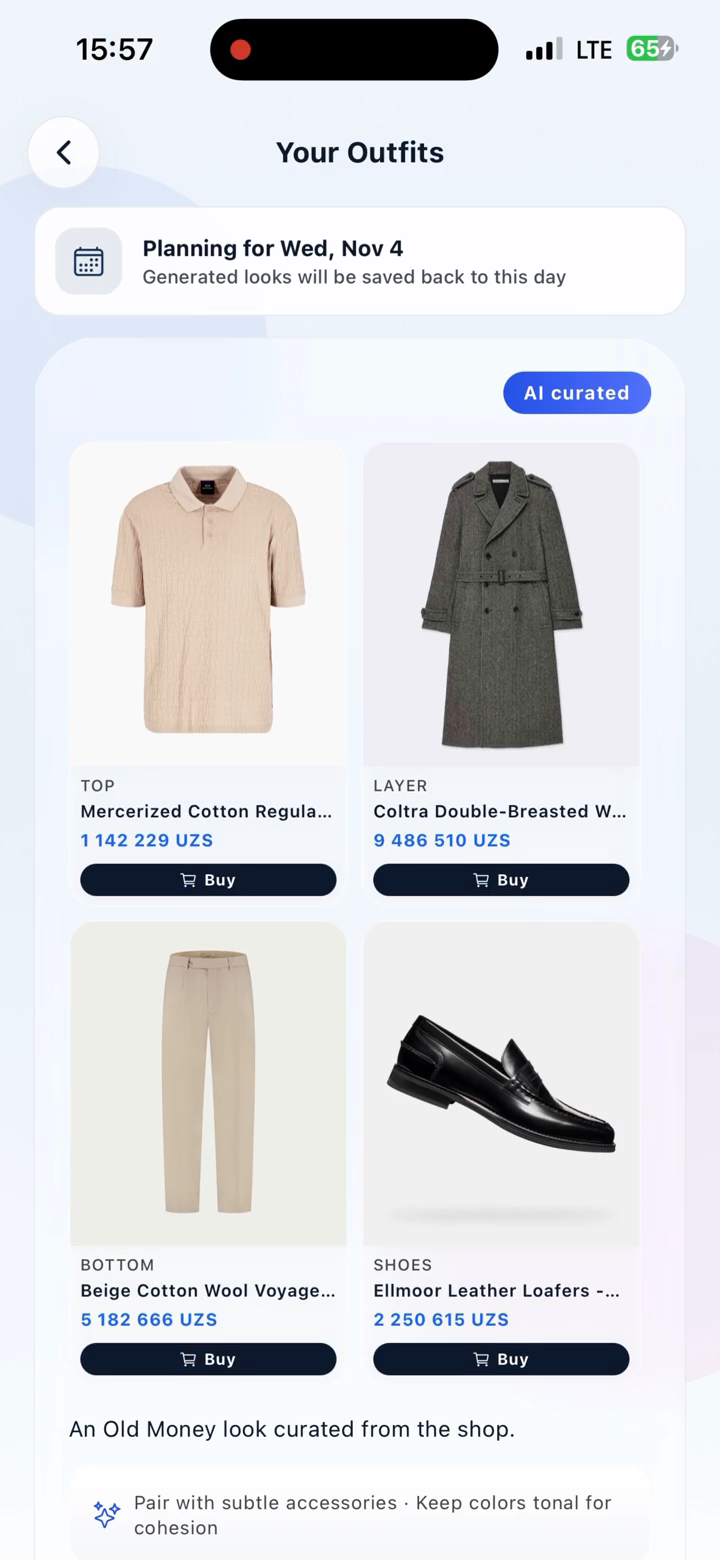 15:57
LTE
65
Your Outfits
Planning for Wed, Nov 4
Generated looks will be saved back to this day
AI curated
TOP
Mercerized Cotton Regula...
1 142 229 UZS
Buy
LAYER
Coltra Double-Breasted W...
9 486 510 UZS
Buy
BOTTOM
Beige Cotton Wool Voyage...
5 182 666 UZS
Buy
SHOES
Ellmoor Leather Loafers -...
2 250 615 UZS
Buy
An Old Money look curated from the shop.
Pair with subtle accessories · Keep colors tonal for
cohesion